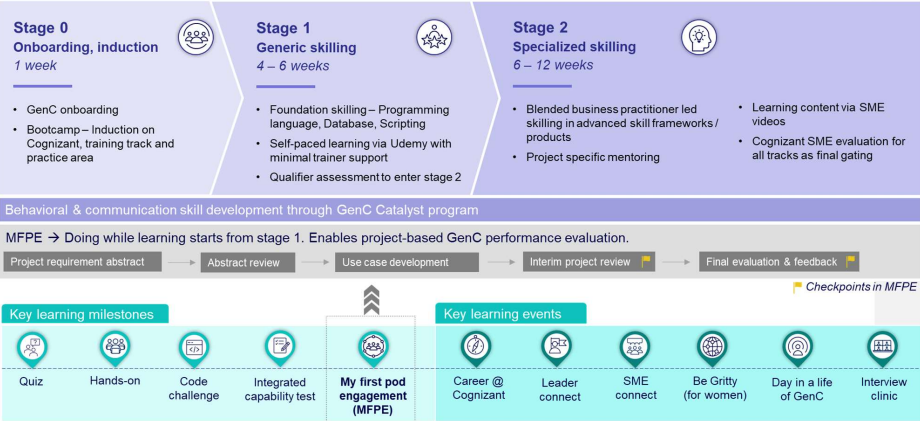 Stage 0
Onboarding, induction
1 week
• GenC onboarding
• Bootcamp – Induction on
Cognizant, training track and
practice area
Stage 1
Generic skilling
4 – 6 weeks
• Foundation skilling – Programming
language, Database, Scripting
• Self-paced learning via Udemy with
minimal trainer support
• Qualifier assessment to enter stage 2
Stage 2
Specialized skilling
6 – 12 weeks
• Blended business practitioner led
skilling in advanced skill frameworks /
products
• Project specific mentoring
• Learning content via SME
videos
• Cognizant SME evaluation for
all tracks as final gating
Behavioral & communication skill development through GenC Catalyst program
MFPE → Doing while learning starts from stage 1. Enables project-based GenC performance evaluation.
Project requirement abstract
Abstract review
Use case development
Interim project review
Final evaluation & feedback
Checkpoints in MFPE
Key learning milestones
Quiz
Hands-on
Code
challenge
Integrated
capability test
My first pod
engagement
(MFPE)
Key learning events
Career @
Cognizant
Leader
connect
SME
connect
Be Gritty
(for women)
Day in a life
of GenC
Interview
clinic